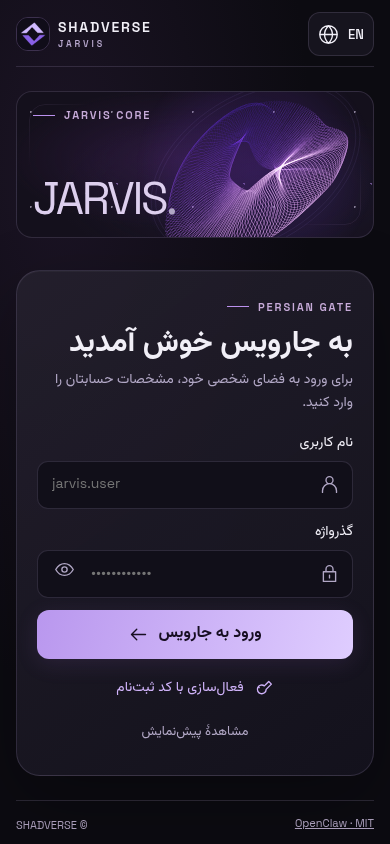 SHADVERSE
JARVIS
EN
JARVIS CORE
JARVIS.
PERSIAN GATE
به جارویس خوش آمدید
برای ورود به فضای شخصی خود، مشخصات حسابتان را
وارد کنید.
نام کاربری
jarvis.user
گذرواژه
••••••••••••
ورود به جارویس
فعال‌سازی با کد ثبت‌نام
مشاهدهٔ پیش‌نمایش
SHADVERSE ©
OpenClaw · MIT